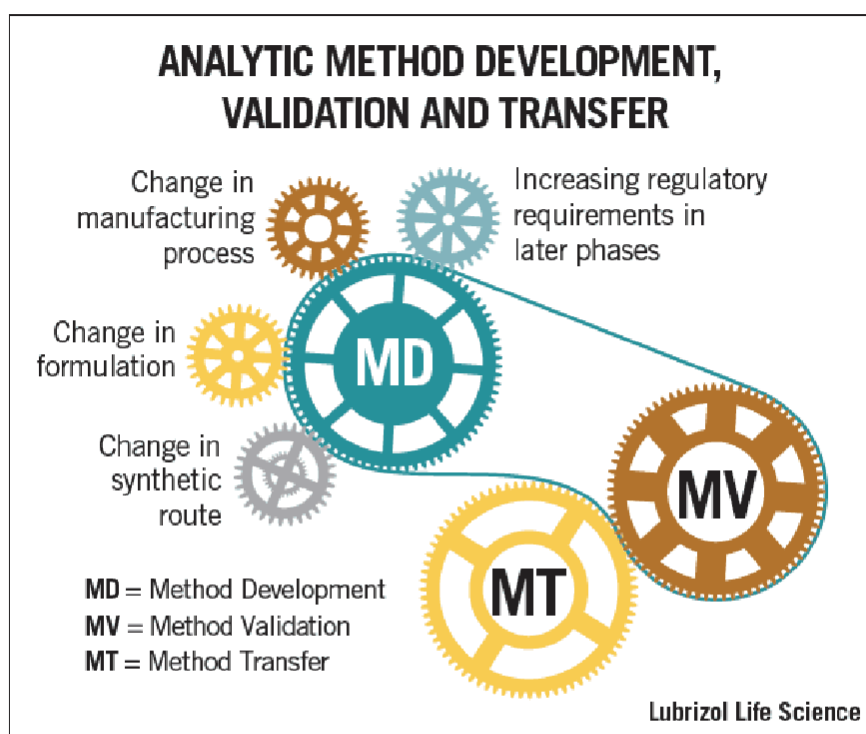 ANALYTIC METHOD DEVELOPMENT,
VALIDATION AND TRANSFER
Change in
manufacturing
process
Increasing regulatory
requirements in
later phases
Change in
formulation
MD
Change in
synthetic
route
MV
MT
MD = Method Development
MV = Method Validation
MT = Method Transfer
Lubrizol Life Science